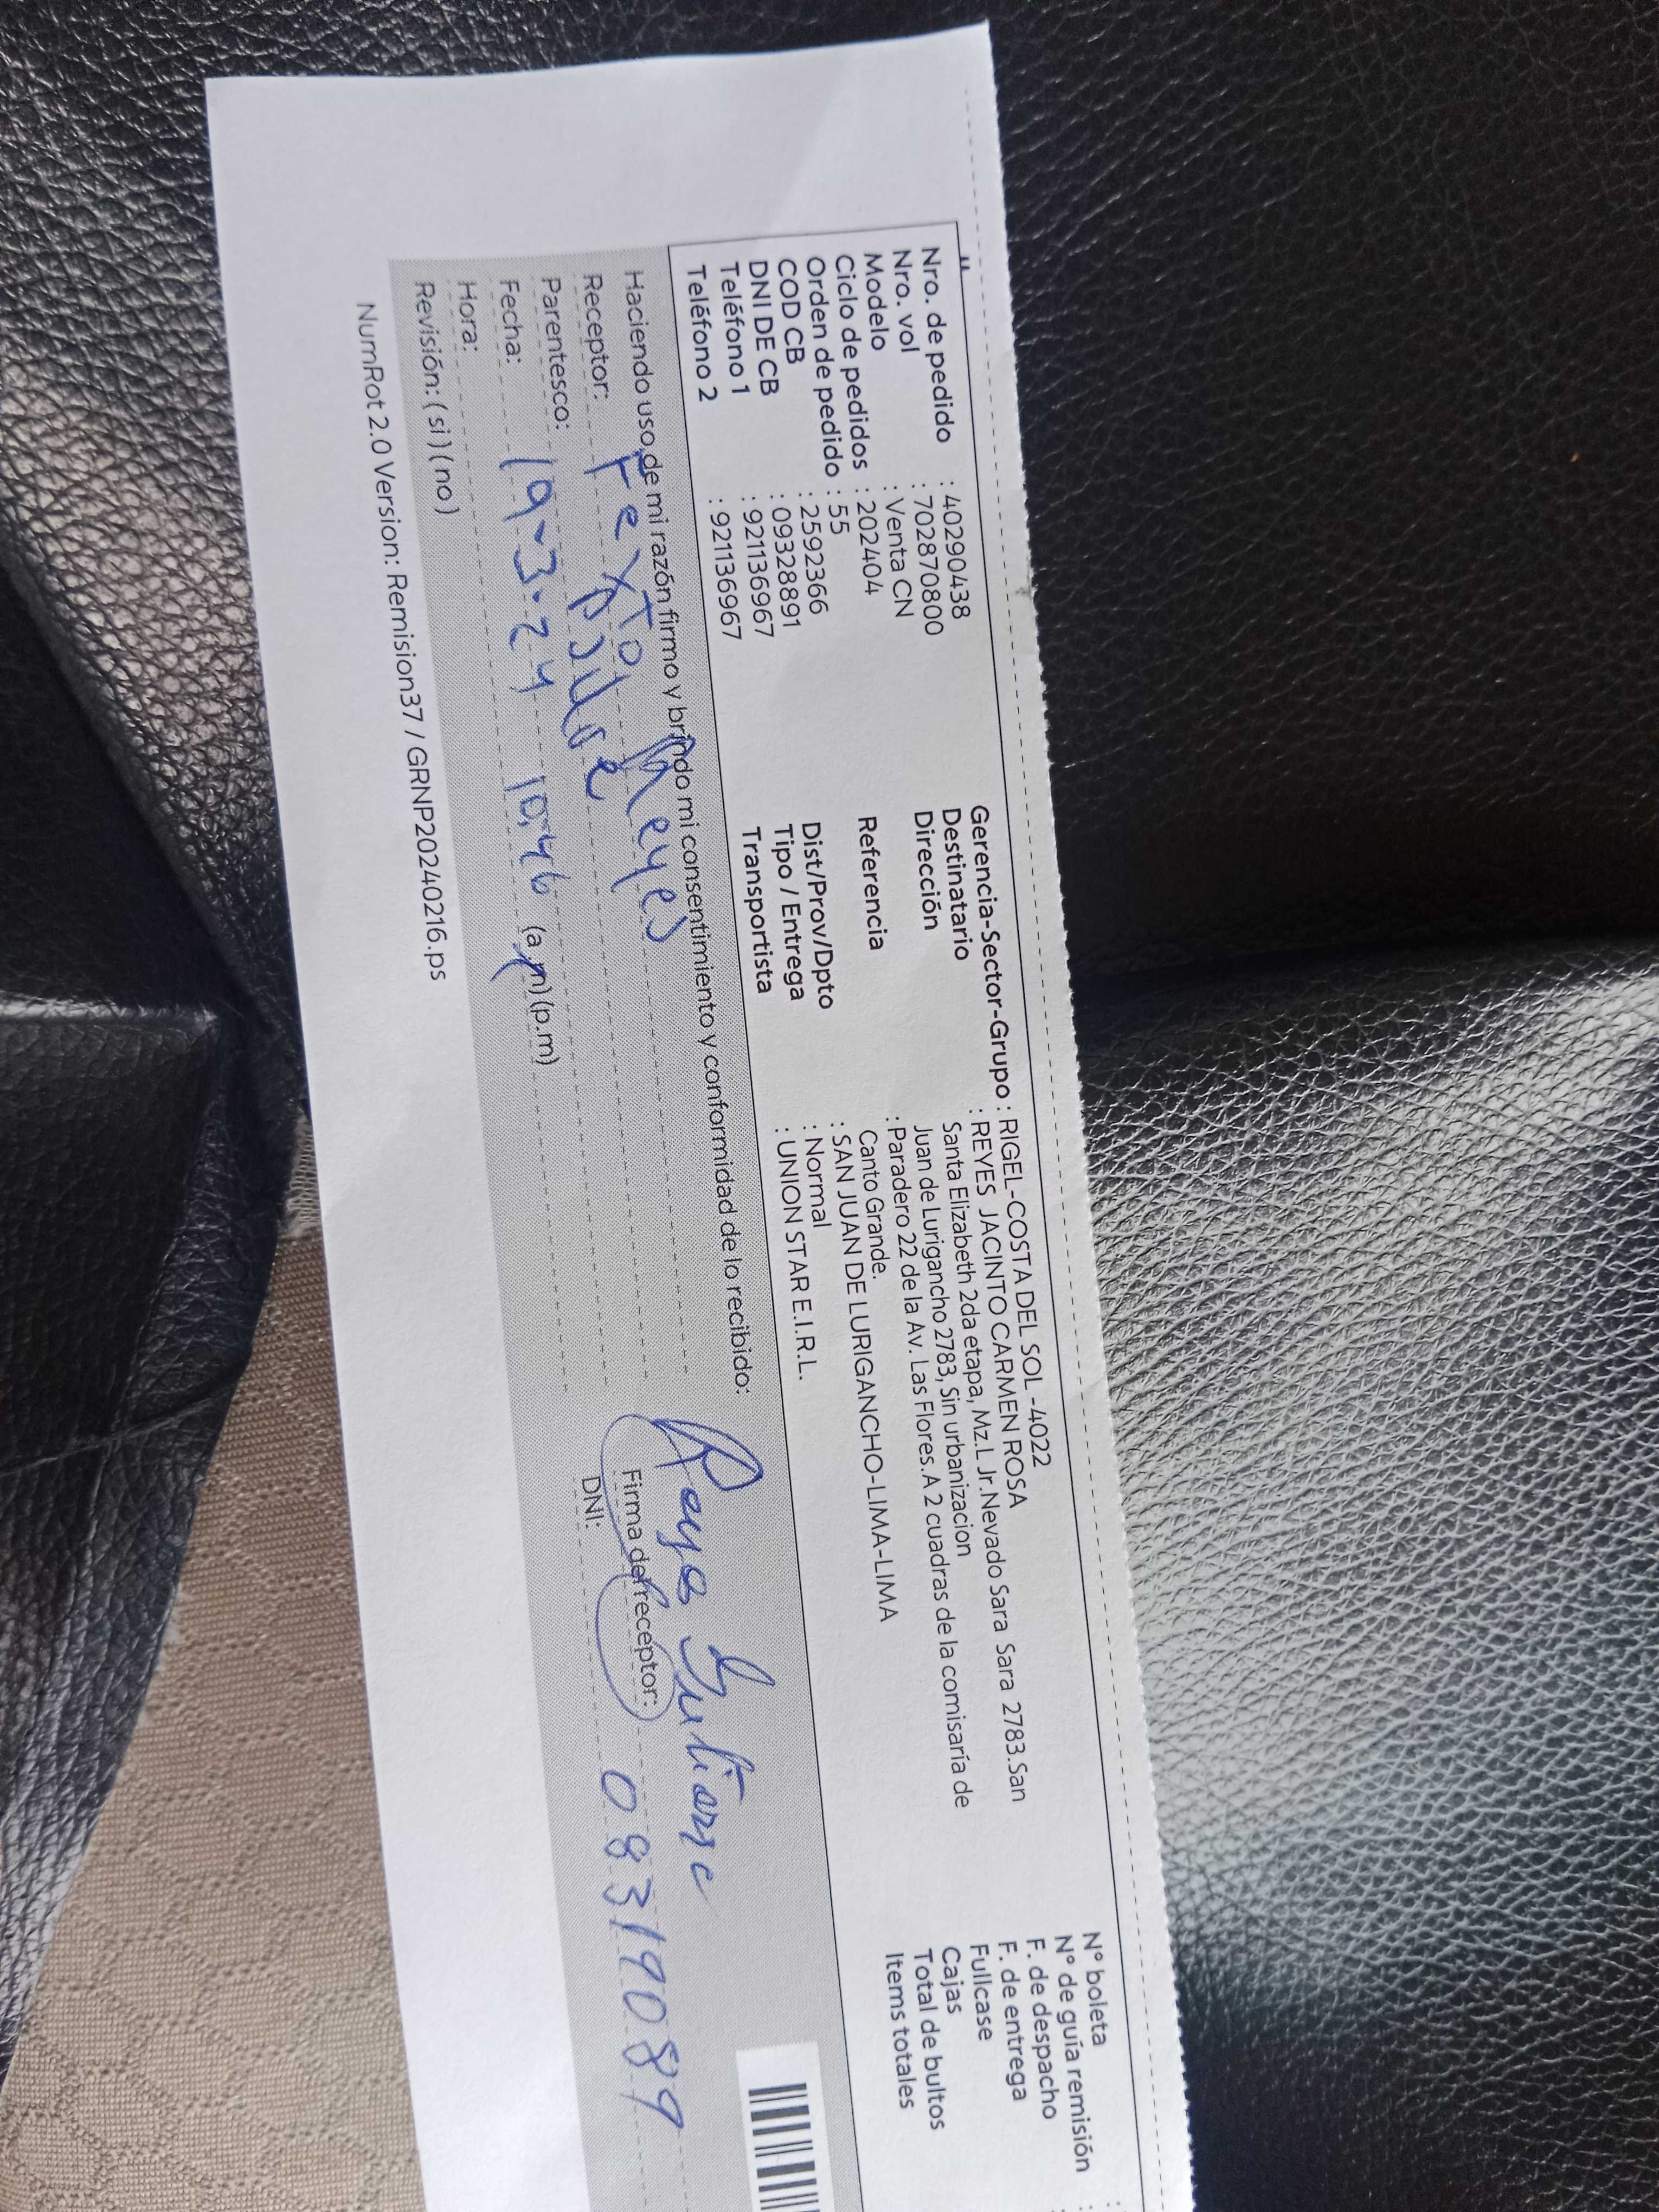 Nro. de pedido : 40290438
Nro. vol : 7028708​00
Modelo : Venta CN
Ciclo de pedidos : 202404
Orden de pedido : 55
COD CB : 2592366
DNI DE CB : 09328891
Teléfono 1 : 921136967
Teléfono 2 : 921136967
Gerencia-Sector-Grupo : RIGEL-COSTA DEL SOL -4022
Destinatario : REYES JACINTO CARMEN ROSA
Dirección Santa Elizabeth 2da etapa, Mz.L Jr.Nevado Sara Sara 2783.San
Juan de Lurigancho 2783, Sin urbanizacion
Referencia : Paradero 22 de la Av. Las Flores.A 2 cuadras de la comisaría de
Canto Grande.
Dist/Prov/Dpto : SAN JUAN DE LURIGANCHO-LIMA-LIMA
Tipo / Entrega : Normal
Transportista : UNION STAR E.I.R.L.
N° boleta
N° de guía remisión :
F. de despacho
F. de entrega
Fullcase
Cajas
Total de bultos
Items totales
Haciendo uso de mi razón firmo y brindo mi consentimiento y conformidad de lo recibido:
Receptor: Reyes
Parentesco:
Fecha: 19-3-24
Hora: 10:46 (a.m) (p.m)
Revisión: (si) (no)
Reyes
Firma del receptor:
DNI: 08319089
NumRot 2.0 Version: Remision37 / GRNP20240216.ps